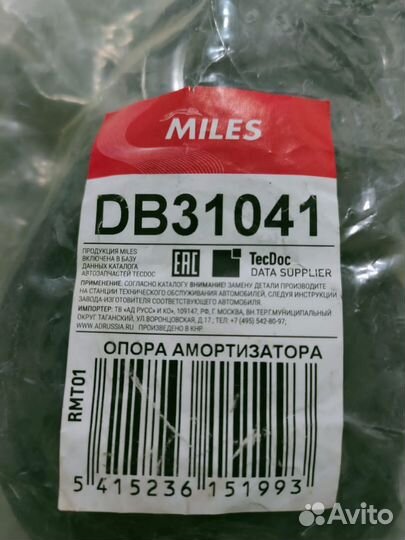 MILES
DB31041
ПРОДУКЦИЯ MILES
ВКЛЮЧЕНА В БАЗУ
ДАННЫХ КАТАЛОГА
АВТОЗАПЧАСТЕЙ TECDOC
EAC
TecDoc
DATA SUPPLIER
ПРИМЕНЕНИЕ: СОГЛАСНО КАТАЛОГУ ВНИМАНИЕ! ЗАМЕНУ ДЕТАЛИ ПРОИЗВОДИТЕ
НА СТАНЦИИ ТЕХНИЧЕСКОГО ОБСЛУЖИВАНИЯ АВТОМОБИЛЕЙ, СЛЕДУЯ ИНСТРУКЦИИ
ЗАВОДА-ИЗГОТОВИТЕЛЯ СООТВЕТСТВУЮЩЕГО АВТОМОБИЛЯ.
ИМПОРТЕР: ТВ «АД РУССО И КО», 109147, РФ, Г. МОСКВА, ВН.ТЕР.Г.МУНИЦИПАЛЬНЫЙ
ОКРУГ ТАГАНСКИЙ, УЛ.ВОРОНЦОВСКАЯ, Д.17; ТЕЛ: +7 (495) 542-80-97;
WWW.ADRUSSIA.RU ПРОИЗВЕДЕНО В КНР.
ОПОРА АМОРТИЗАТОРА
RMT01
5 415236 151993
Avito